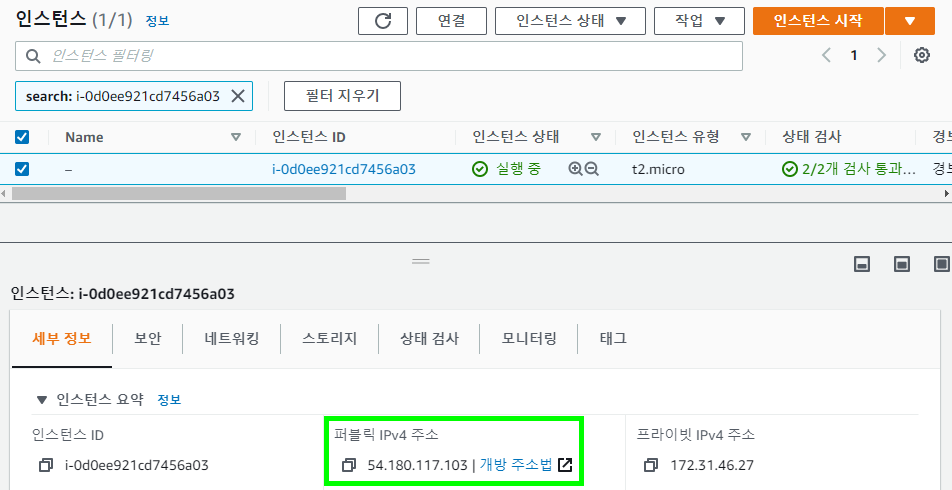 인스턴스 (1/1) 정보 연결 인스턴스 상태 작업 인스턴스 시작
인스턴스 필터링 1
search: i-0d0ee921cd7456a03 필터 지우기
Name 인스턴스 ID 인스턴스 상태 인스턴스 유형 상태 검사 경보
– i-0d0ee921cd7456a03 실행 중 t2.micro 2/2개 검사 통과... 경보
인스턴스: i-0d0ee921cd7456a03
세부 정보 보안 네트워킹 스토리지 상태 검사 모니터링 태그
인스턴스 요약 정보
인스턴스 ID 퍼블릭 IPv4 주소 프라이빗 IPv4 주소
i-0d0ee921cd7456a03 54.180.117.103 | 개방 주소법 172.31.46.27